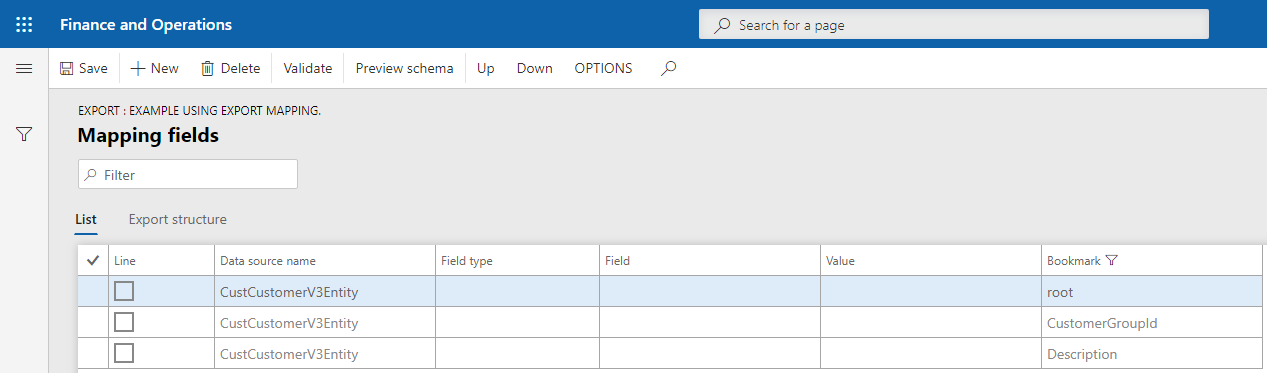 Finance and Operations
Search for a page
Save New Delete Validate Preview schema Up Down OPTIONS
EXPORT : EXAMPLE USING EXPORT MAPPING.
Mapping fields
Filter
List Export structure
Line Data source name Field type Field Value Bookmark
CustCustomerV3Entity root
CustCustomerV3Entity CustomerGroupId
CustCustomerV3Entity Description